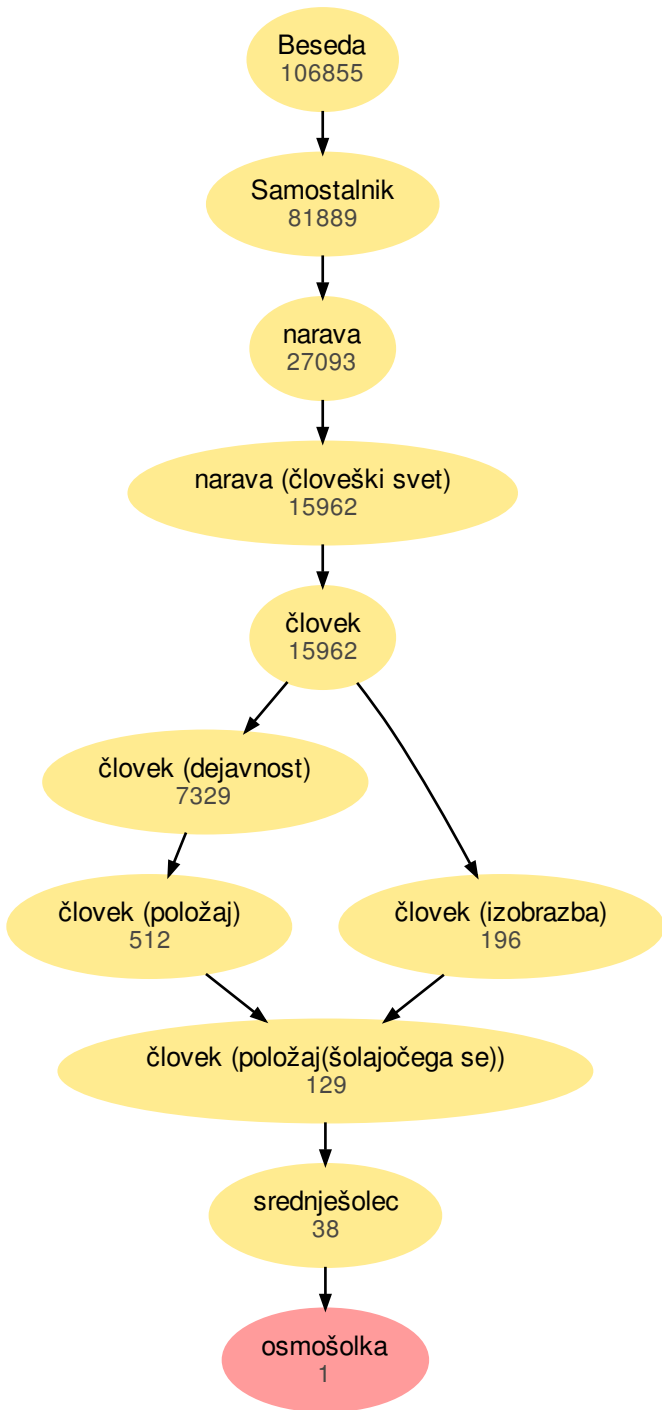 Beseda
106855
Samostalnik
81889
narava
27093
narava (človeški svet)
15962
človek
15962
človek (dejavnost)
7329
človek (položaj)
512
človek (izobrazba)
196
človek (položaj(šolajočega se))
129
srednješolec
38
osmošolka
1